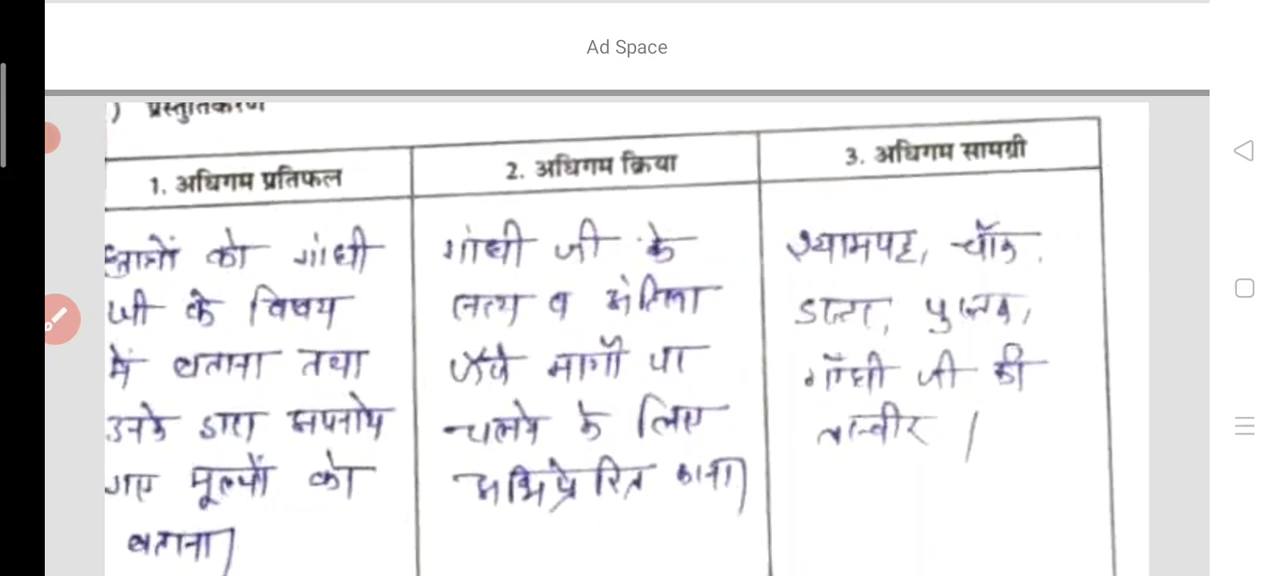 Ad Space
) प्रस्तुतिकरण
1. अधिगम प्रतिफल
2. अधिगम क्रिया
3. अधिगम सामग्री
छात्रों को गांधी
जी के विषय
में बताना तथा
उनके द्वारा अपनाये
गए मूल्यों को
बताना।
गांधी जी के
सत्य व अहिंसा
जैसे मार्गों पर
चलने के लिए
अभिप्रेरित करना।
श्यामपट्ट, चॉक,
डस्टर, पुस्तक,
गाँधी जी की
तस्वीर।